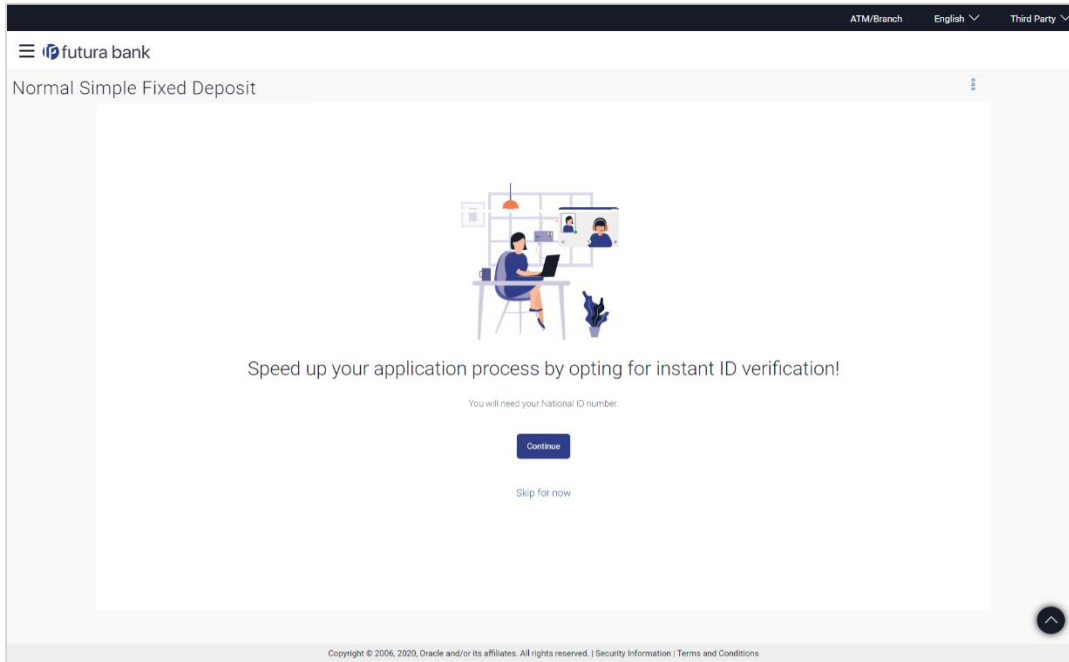 ATM/Branch English Third Party
futura bank
Normal Simple Fixed Deposit
Speed up your application process by opting for instant ID verification!
You will need your National ID number.
Continue
Skip for now
Copyright © 2006, 2020, Oracle and/or its affiliates. All rights reserved. | Security Information | Terms and Conditions